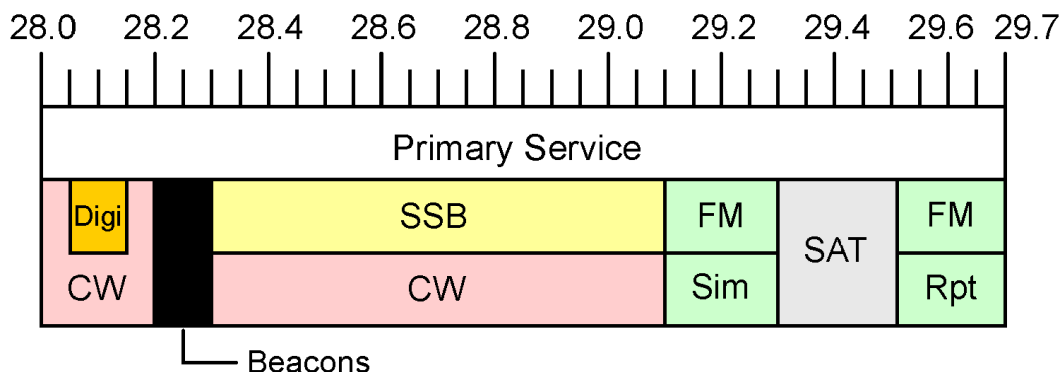 28.0 28.2 28.4 28.6 28.8 29.0 29.2 29.4 29.6 29.7
Primary Service
Digi SSB FM SAT FM
CW CW Sim Rpt
Beacons